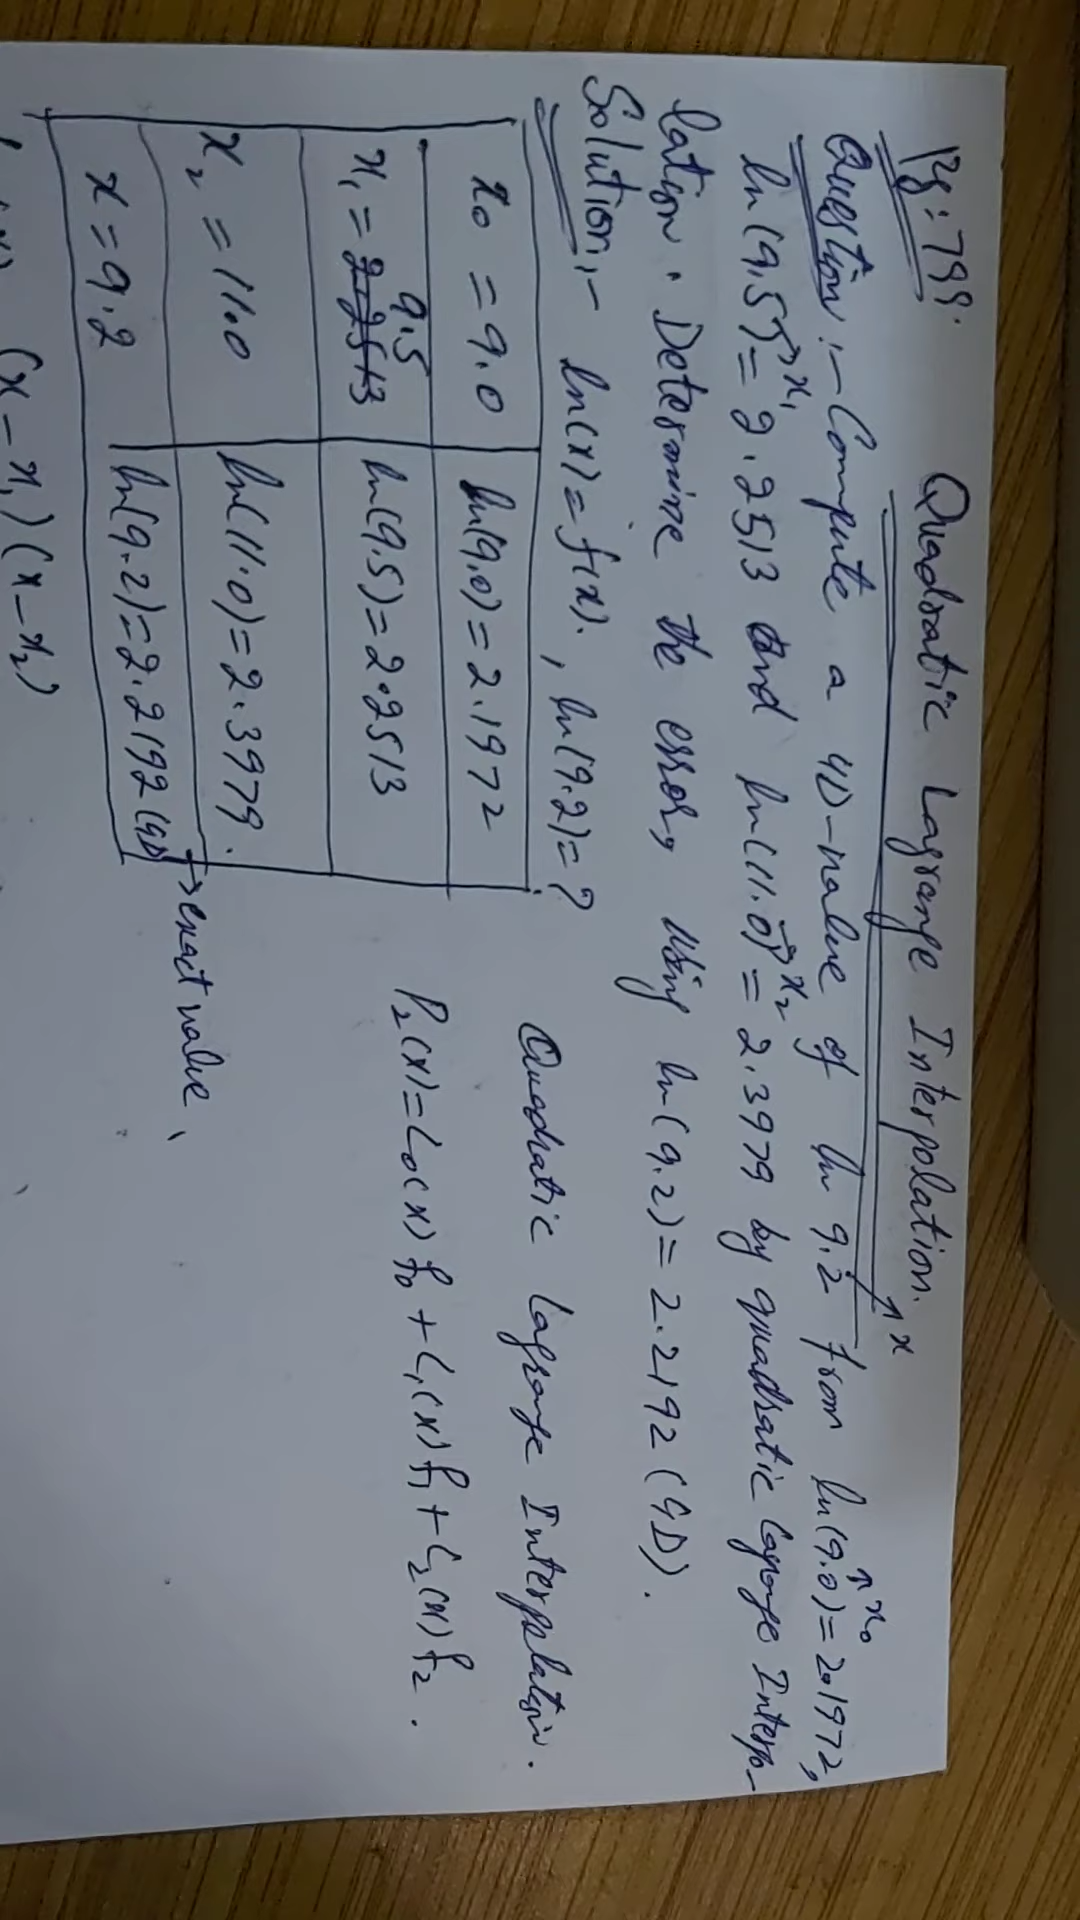 Pg: 799. Quadratic Lagrange Interpolation.
Question :- Compute a 4D-value of ln 9.2 from ln(9.0) = 2.1972,
↑ x
↑ x₀
ln(9.5) = 2.2513 and ln(11.0) = 2.3979 by quadratic Lagrange Interpo-
→ x₁
→ x₂
lation. Determine the error, using ln(9.2) = 2.2192 (4D).
Solution:- ln(x) = f(x). , ln(9.2) = ?
x₀ = 9.0 ln(9.0) = 2.1972
x₁ = 9.5 ln(9.5) = 2.2513
x₂ = 11.0 ln(11.0) = 2.3979.
x = 9.2 ln(9.2) = 2.2192 (4D) → exact value,
Quadratic Lagrange Interpolation.
P₂(x) = L₀(x) f₀ + L₁(x) f₁ + L₂(x) f₂.
(x - x₁) (x - x₂)